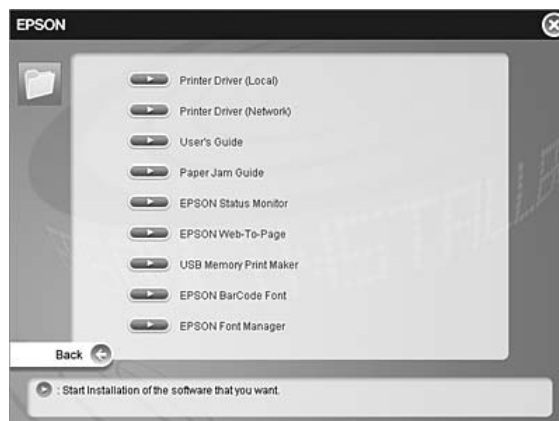 EPSON
Printer Driver (Local)
Printer Driver (Network)
User's Guide
Paper Jam Guide
EPSON Status Monitor
EPSON Web-To-Page
USB Memory Print Maker
EPSON BarCode Font
EPSON Font Manager
Back
: Start Installation of the software that you want.